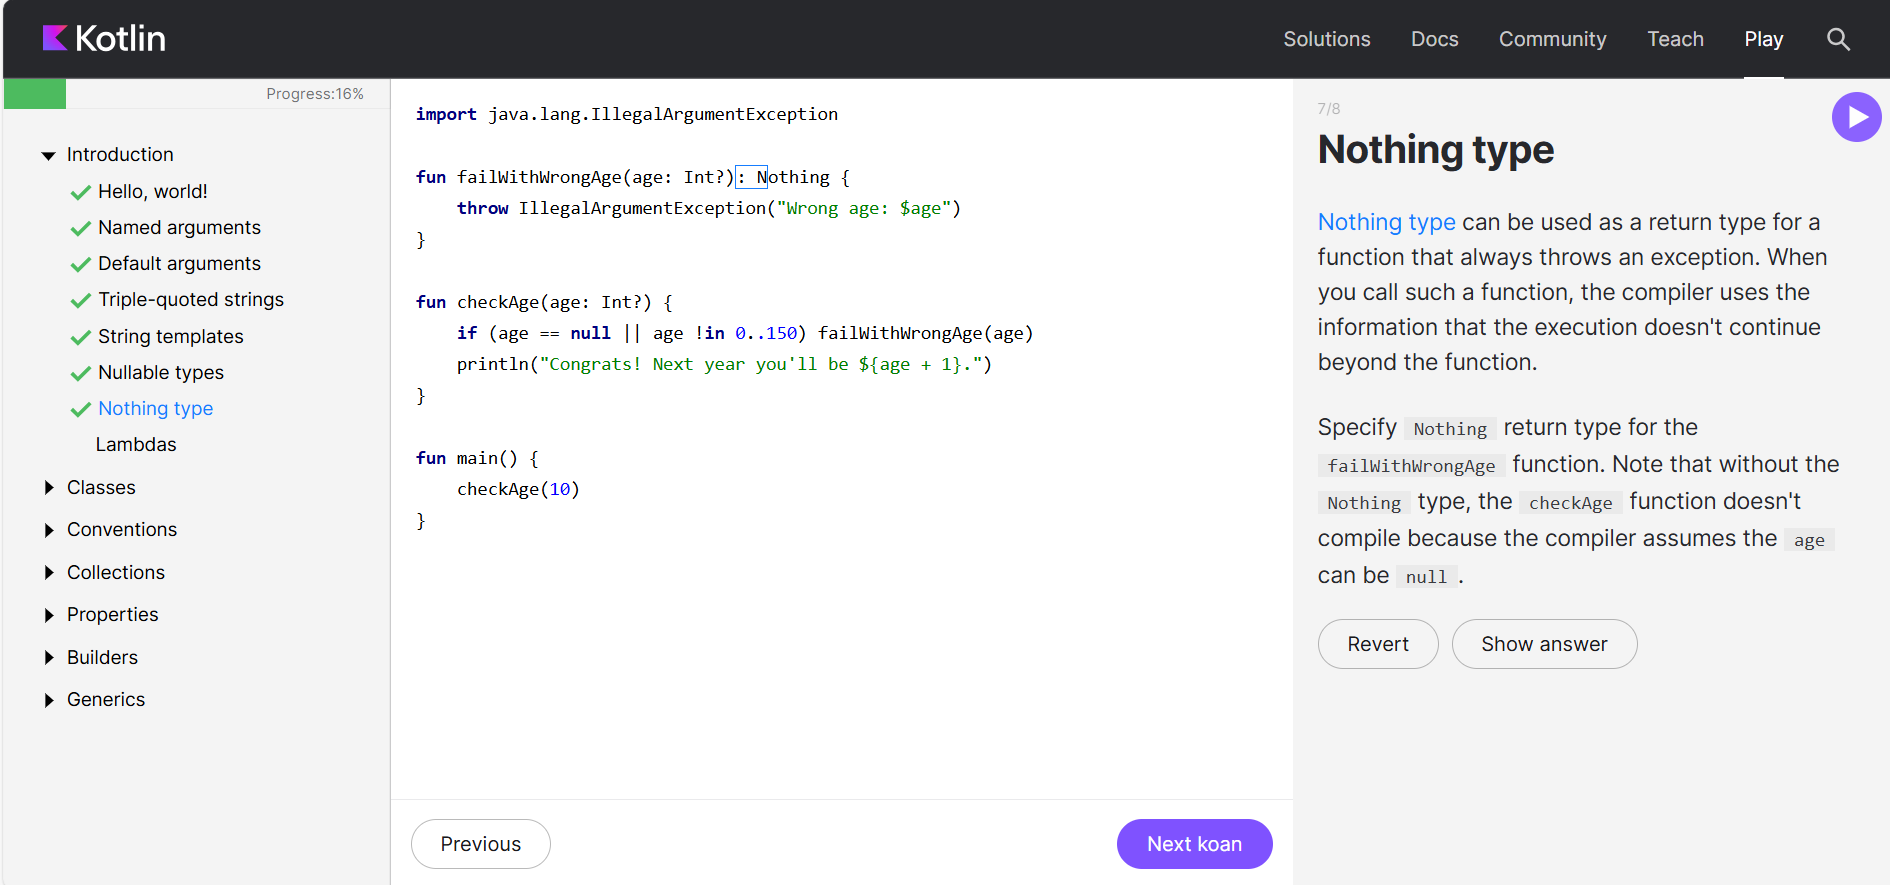 Kotlin
Solutions Docs Community Teach Play
Progress:16%
Introduction
Hello, world!
Named arguments
Default arguments
Triple-quoted strings
String templates
Nullable types
Nothing type
Lambdas
Classes
Conventions
Collections
Properties
Builders
Generics
import java.lang.IllegalArgumentException
fun failWithWrongAge(age: Int?): Nothing {
    throw IllegalArgumentException("Wrong age: $age")
}
fun checkAge(age: Int?) {
    if (age == null || age !in 0..150) failWithWrongAge(age)
    println("Congrats! Next year you'll be ${age + 1}.")
}
fun main() {
    checkAge(10)
}
Previous
Next koan
7/8
Nothing type
Nothing type can be used as a return type for a
function that always throws an exception. When
you call such a function, the compiler uses the
information that the execution doesn't continue
beyond the function.
Specify Nothing return type for the
failWithWrongAge function. Note that without the
Nothing type, the checkAge function doesn't
compile because the compiler assumes the age
can be null.
Revert
Show answer